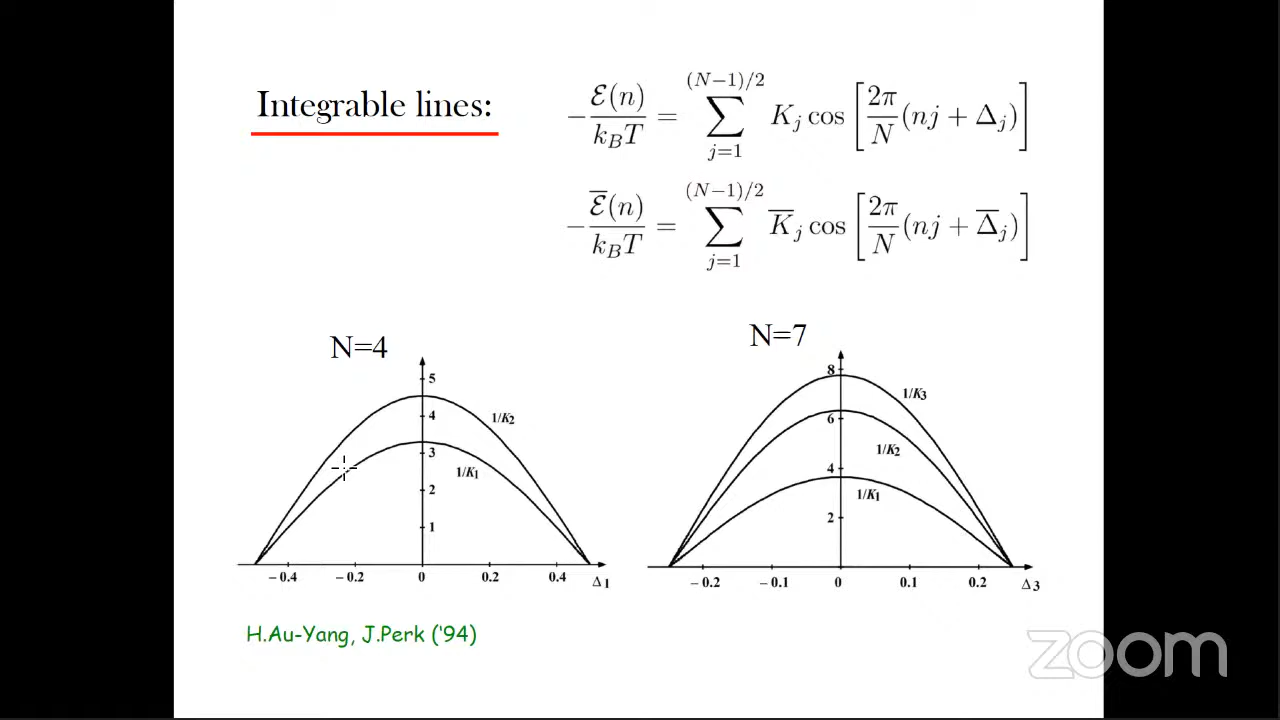 Integrable lines:
−ℰ(n)/k_BT = ∑_{j=1}^{(N−1)/2} K_j cos[2π/N (nj + Δ_j)]
−ℰ̅(n)/k_BT = ∑_{j=1}^{(N−1)/2} K̅_j cos[2π/N (nj + Δ̅_j)]
N=4
5
4
3
2
1
1/K₂
1/K₁
−0.4 −0.2 0 0.2 0.4 Δ₁
N=7
8
6
4
2
1/K₃
1/K₂
1/K₁
−0.2 −0.1 0 0.1 0.2 Δ₃
H.Au-Yang, J.Perk (‘94)
zoom